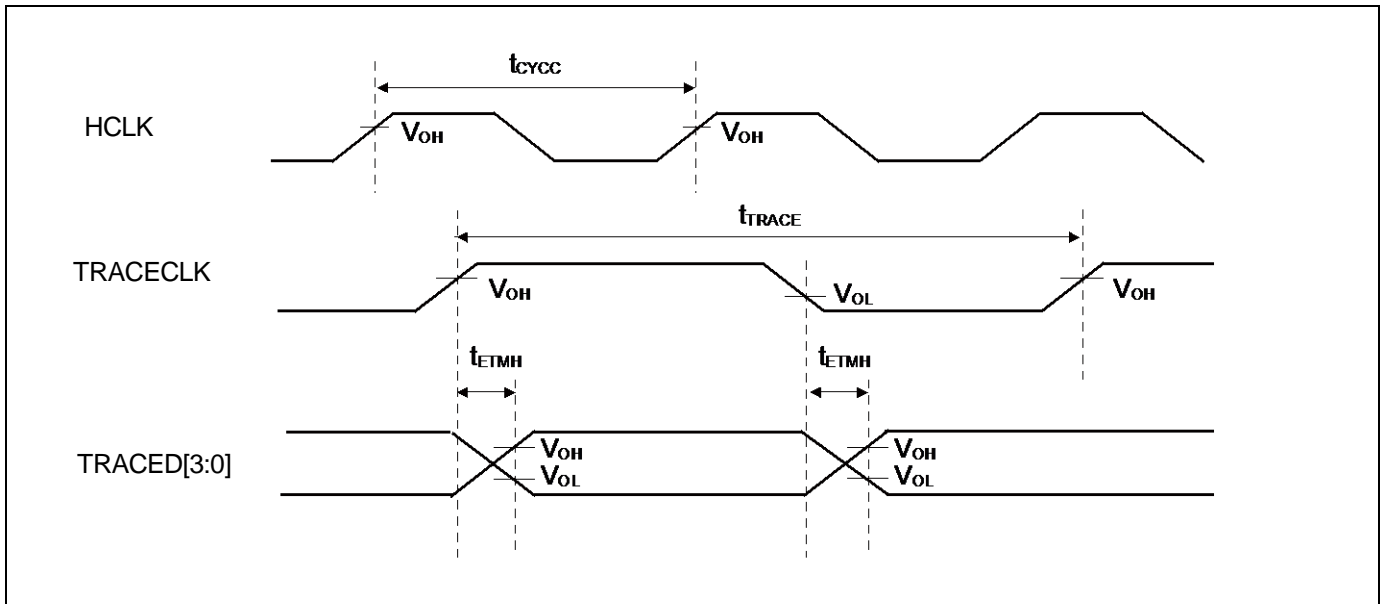 tCYCC
HCLK
VOH
VOH
tTRACE
TRACECLK
VOH
VOL
VOH
tETMH
tETMH
TRACED[3:0]
VOH
VOH
VOL
VOL